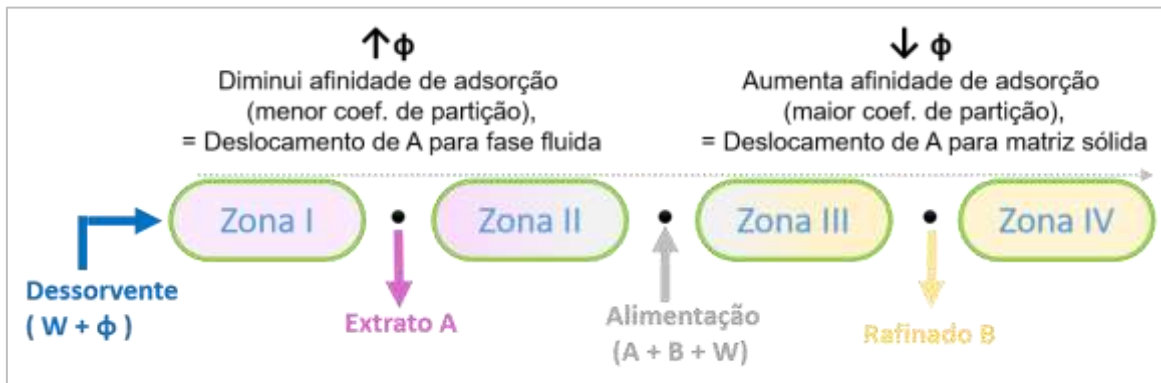 ↑ϕ
Diminui afinidade de adsorção
(menor coef. de partição),
= Deslocamento de A para fase fluida
↓ ϕ
Aumenta afinidade de adsorção
(maior coef. de partição),
= Deslocamento de A para matriz sólida
Zona I
Zona II
Zona III
Zona IV
Dessorvente
( W + ϕ )
Extrato A
Alimentação
(A + B + W)
Rafinado B